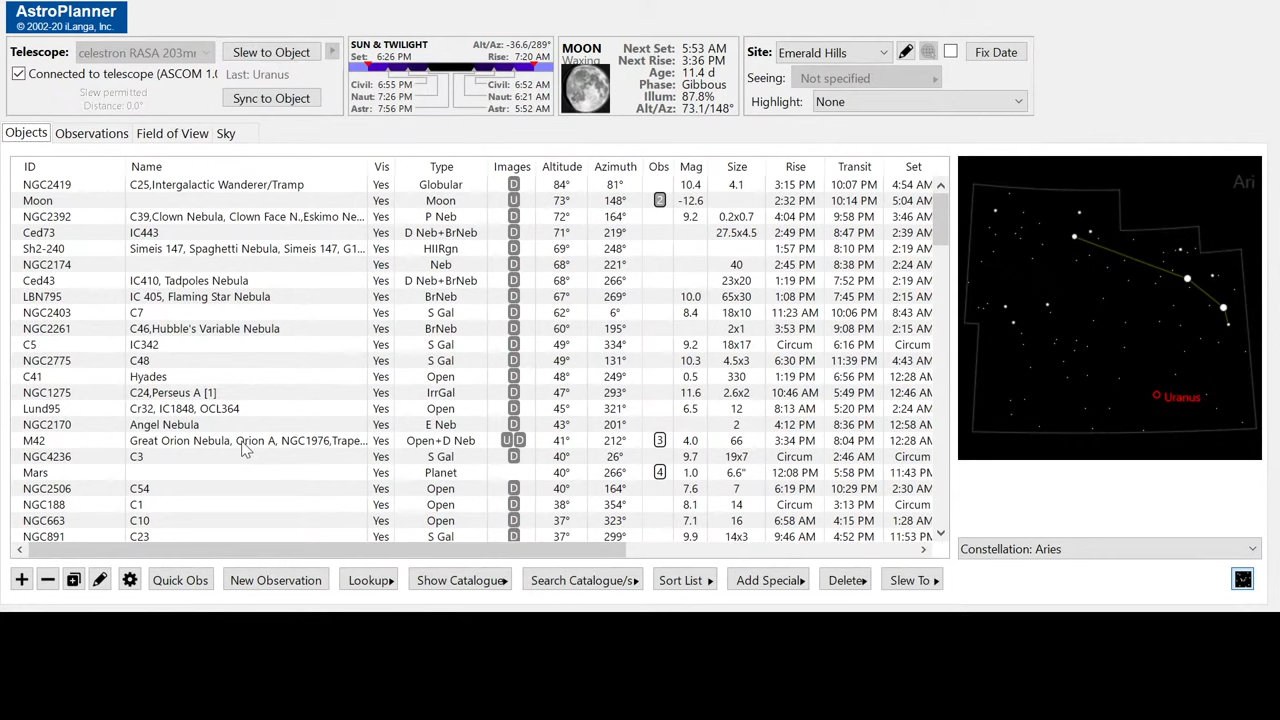 AstroPlanner
© 2002-20 iLanga, Inc.
Telescope: celestron RASA 203mr Slew to Object
Connected to telescope (ASCOM 1.0 Last: Uranus
Slew permitted
Distance: 0.0° Sync to Object
SUN & TWILIGHT Alt/Az: -36.6/289°
Set: 6:26 PM Rise: 7:20 AM
Civil: 6:55 PM Civil: 6:52 AM
Naut: 7:26 PM Naut: 6:21 AM
Astr: 7:56 PM Astr: 5:52 AM
MOON Next Set: 5:53 AM
Waxing Next Rise: 3:36 PM
Age: 11.4 d
Phase: Gibbous
Illum: 87.8%
Alt/Az: 73.1/148°
Site: Emerald Hills Fix Date
Seeing: Not specified
Highlight: None
Objects Observations Field of View Sky
ID Name Vis Type Images Altitude Azimuth Obs Mag Size Rise Transit Set
NGC2419 C25,Intergalactic Wanderer/Tramp Yes Globular D 84° 81° 10.4 4.1 3:15 PM 10:07 PM 4:54 AM
Moon Yes Moon U 73° 148° 2 -12.6 2:32 PM 10:14 PM 5:04 AM
NGC2392 C39,Clown Nebula, Clown Face N.,Eskimo Ne... Yes P Neb D 72° 164° 9.2 0.2x0.7 4:04 PM 9:58 PM 3:46 AM
Ced73 IC443 Yes D Neb+BrNeb D 71° 219° 27.5x4.5 2:49 PM 8:47 PM 2:39 AM
Sh2-240 Simeis 147, Spaghetti Nebula, Simeis 147, G1... Yes HIIRgn D 69° 248° 1:57 PM 8:10 PM 2:19 AM
NGC2174 Yes Neb D 68° 221° 40 2:45 PM 8:38 PM 2:24 AM
Ced43 IC410, Tadpoles Nebula Yes D Neb+BrNeb D 68° 266° 23x20 1:19 PM 7:52 PM 2:19 AM
LBN795 IC 405, Flaming Star Nebula Yes BrNeb D 67° 269° 10.0 65x30 1:08 PM 7:45 PM 2:15 AM
NGC2403 C7 Yes S Gal D 62° 6° 8.4 18x10 11:23 AM 10:06 PM 8:43 AM
NGC2261 C46,Hubble's Variable Nebula Yes BrNeb D 60° 195° 2x1 3:53 PM 9:08 PM 2:15 AM
C5 IC342 Yes S Gal D 49° 334° 9.2 18x17 Circum 6:16 PM Circum
NGC2775 C48 Yes S Gal D 49° 131° 10.3 4.5x3 6:30 PM 11:39 PM 4:43 AM
C41 Hyades Yes Open D 48° 249° 0.5 330 1:19 PM 6:56 PM 12:28 AM
NGC1275 C24,Perseus A [1] Yes IrrGal D 47° 293° 11.6 2.6x2 10:46 AM 5:49 PM 12:49 AM
Lund95 Cr32, IC1848, OCL364 Yes Open D 45° 321° 6.5 12 8:13 AM 5:20 PM 2:24 AM
NGC2170 Angel Nebula Yes E Neb D 43° 201° 2 4:12 PM 8:36 PM 12:58 AM
M42 Great Orion Nebula, Orion A, NGC1976,Trape... Yes Open+D Neb U D 41° 212° 3 4.0 66 3:34 PM 8:04 PM 12:28 AM
NGC4236 C3 Yes S Gal D 40° 26° 9.7 19x7 Circum 2:46 AM Circum
Mars Yes Planet 40° 266° 4 1.0 6.6" 12:08 PM 5:58 PM 11:43 PM
NGC2506 C54 Yes Open D 40° 164° 7.6 7 6:19 PM 10:29 PM 2:30 AM
NGC188 C1 Yes Open D 38° 354° 8.1 14 Circum 3:13 PM Circum
NGC663 C10 Yes Open D 37° 323° 7.1 16 6:58 AM 4:15 PM 1:28 AM
NGC891 C23 Yes S Gal D 37° 299° 9.9 14x3 9:46 AM 4:52 PM 11:53 PM
Ari
Uranus
Constellation: Aries
Quick Obs New Observation Lookup Show Catalogue Search Catalogue/s Sort List Add Special Delete Slew To